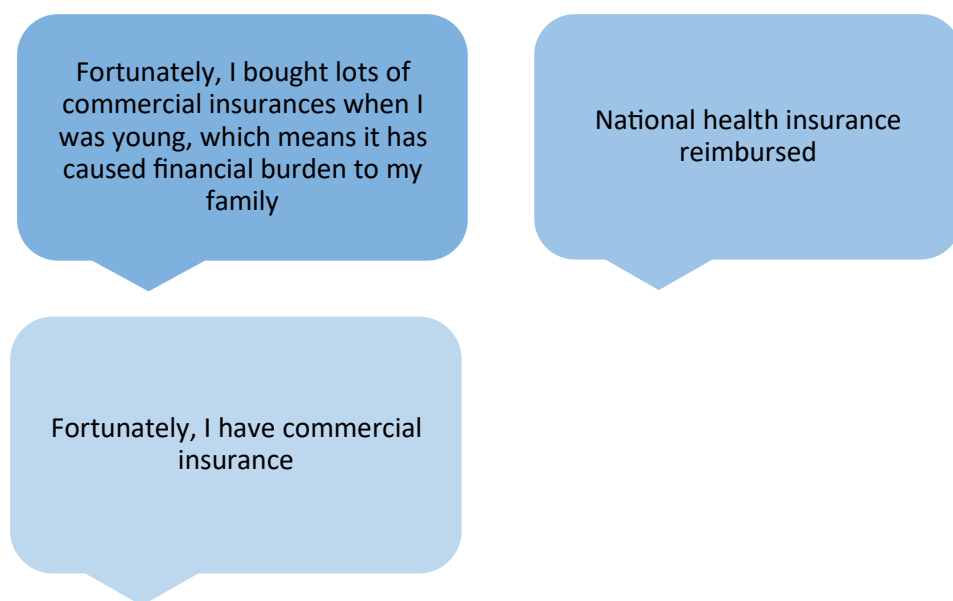 Fortunately, I bought lots of
commercial insurances when I
was young, which means it has
caused financial burden to my
family
National health insurance
reimbursed
Fortunately, I have commercial
insurance